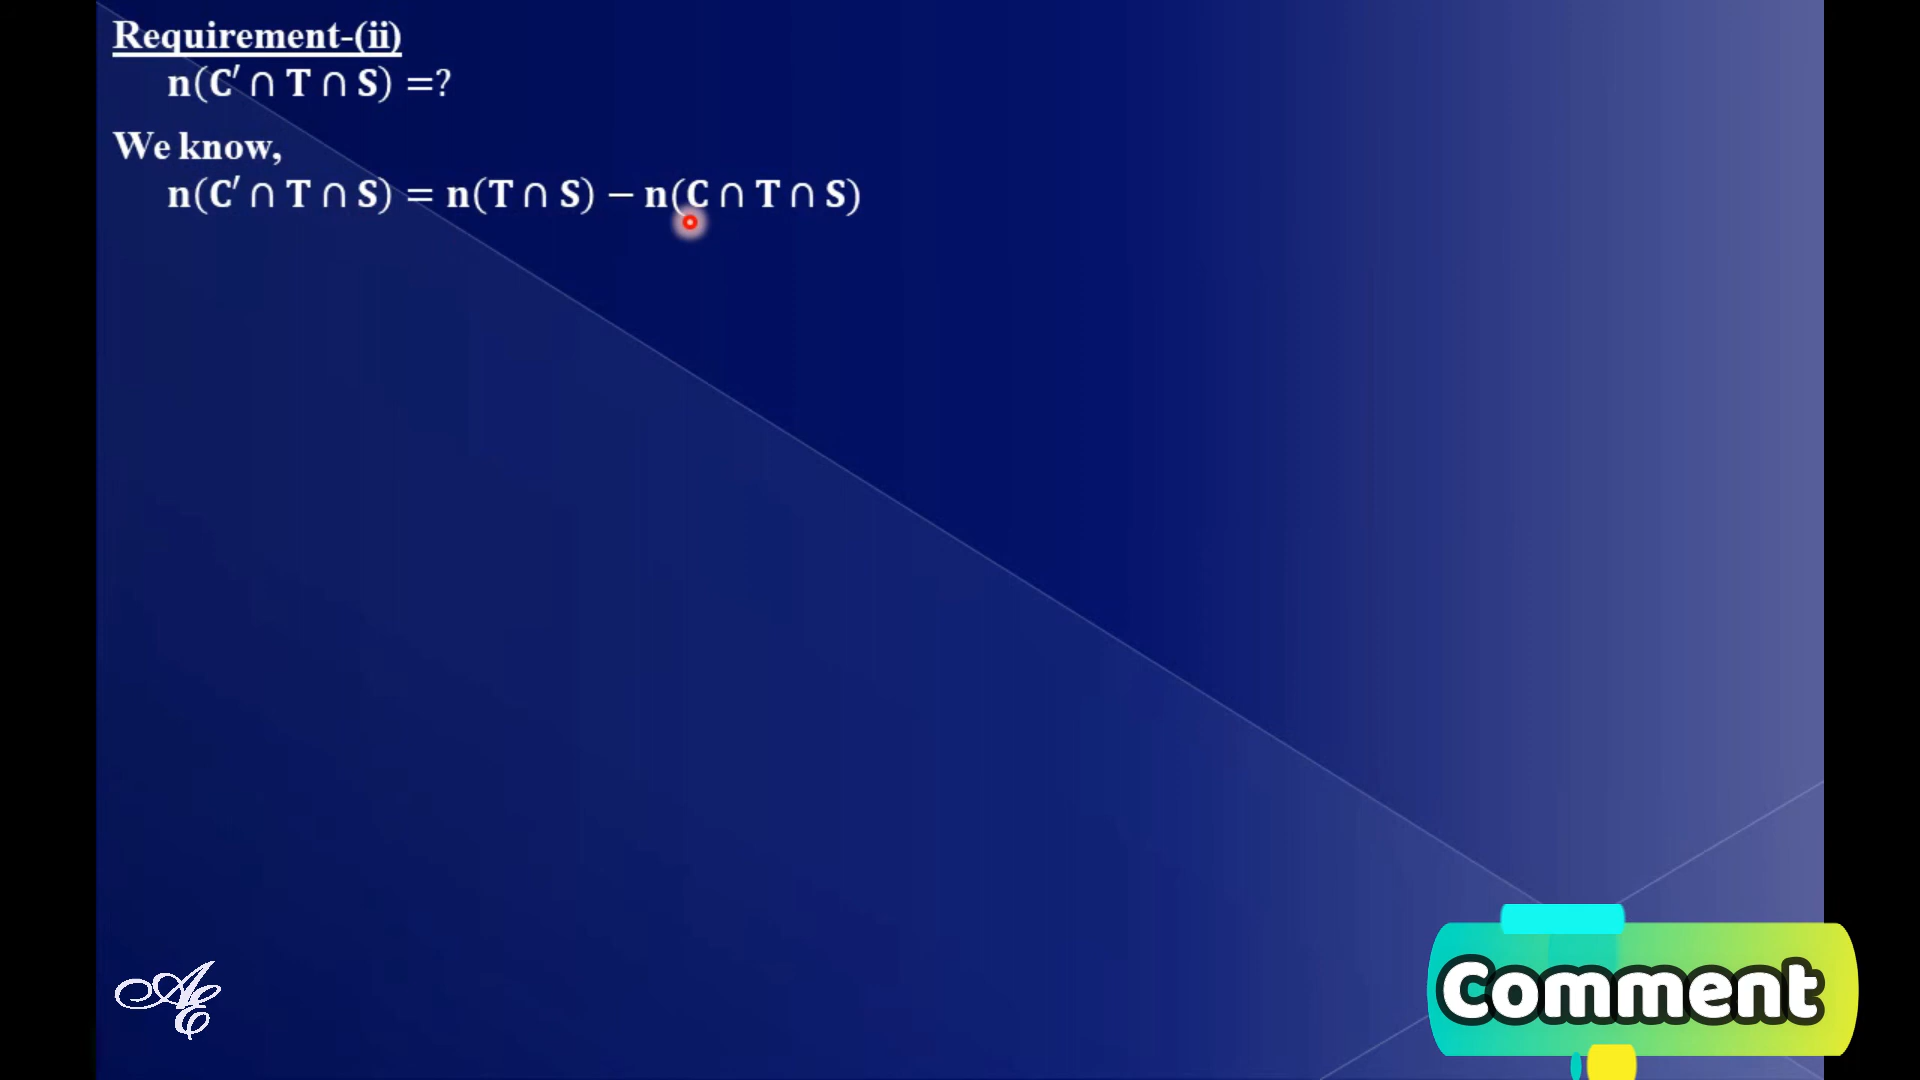 Requirement-(ii)
n(C′ ∩ T ∩ S) =?
We know,
n(C′ ∩ T ∩ S) = n(T ∩ S) − n(C ∩ T ∩ S)
Comment